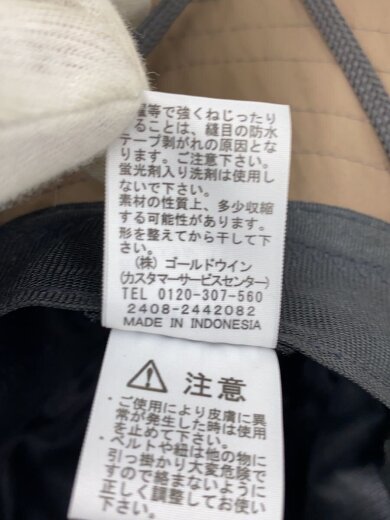 濯等で強くねじったり
することは、縫目の防水
テープ剥がれの原因とな
ります。ご注意下さい。
蛍光剤入り洗剤は使用し
ないで下さい。
素材の性質上、多少収縮
する可能性があります。
形を整えてから干して下
さい。
(株) ゴールドウイン
(カスタマーサービスセンター)
TEL 0120-307-560
2408-2442082
MADE IN INDONESIA
注意
・ご使用により皮膚に異
常が発生した時は使用
を止めて下さい。
・ベルトや紐は他の物に
引っ掛かり大変危険で
すので絡まないように
正しく調整してお使い
下さい。